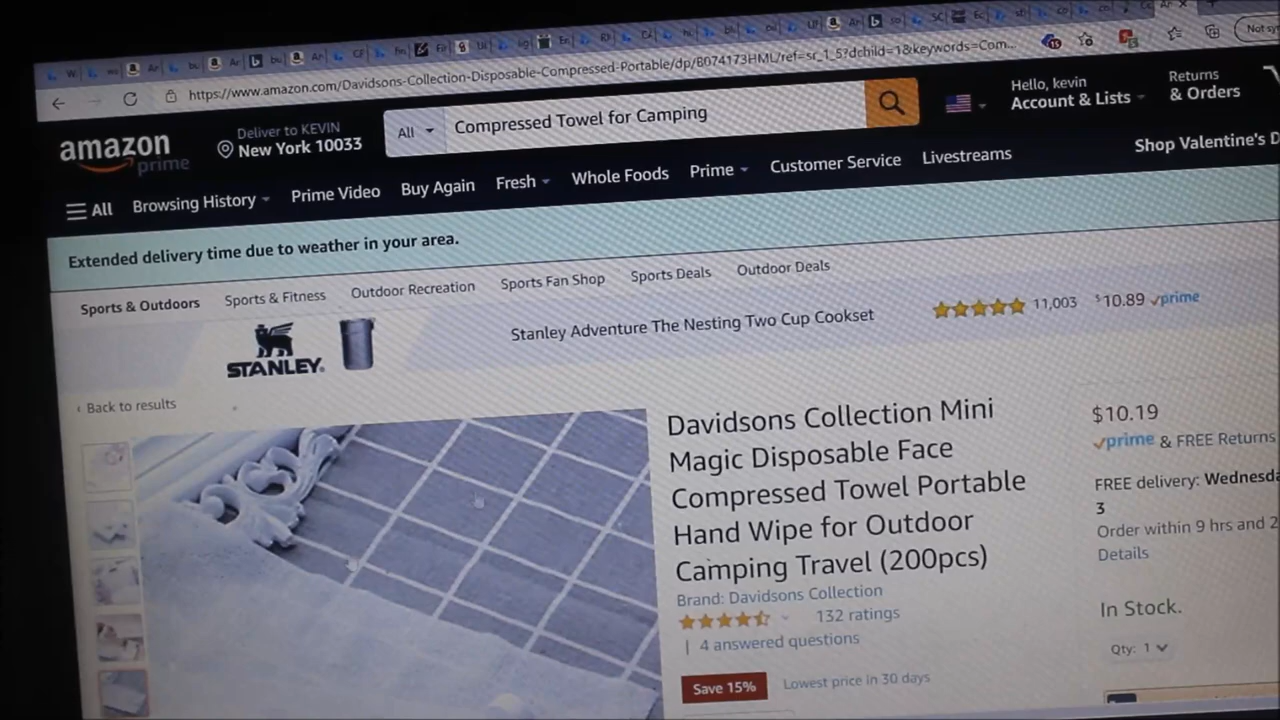 https://www.amazon.com/Davidsons-Collection-Disposable-Compressed-Portable/dp/B074173HML/ref=sr_1_5?dchild=1&keywords=Com...
amazon
prime
Deliver to KEVIN
New York 10033
All
Compressed Towel for Camping
Hello, kevin
Account & Lists
Returns
& Orders
All
Browsing History
Prime Video
Buy Again
Fresh
Whole Foods
Prime
Customer Service
Livestreams
Shop Valentine's D
Extended delivery time due to weather in your area.
Sports & Outdoors
Sports & Fitness
Outdoor Recreation
Sports Fan Shop
Sports Deals
Outdoor Deals
STANLEY
Stanley Adventure The Nesting Two Cup Cookset
11,003
$10.89
prime
‹ Back to results
Davidsons Collection Mini
Magic Disposable Face
Compressed Towel Portable
Hand Wipe for Outdoor
Camping Travel (200pcs)
Brand: Davidsons Collection
132 ratings
| 4 answered questions
Save 15%
Lowest price in 30 days
$10.19
prime & FREE Returns
FREE delivery: Wednesda
3
Order within 9 hrs and 2
Details
In Stock.
Qty: 1